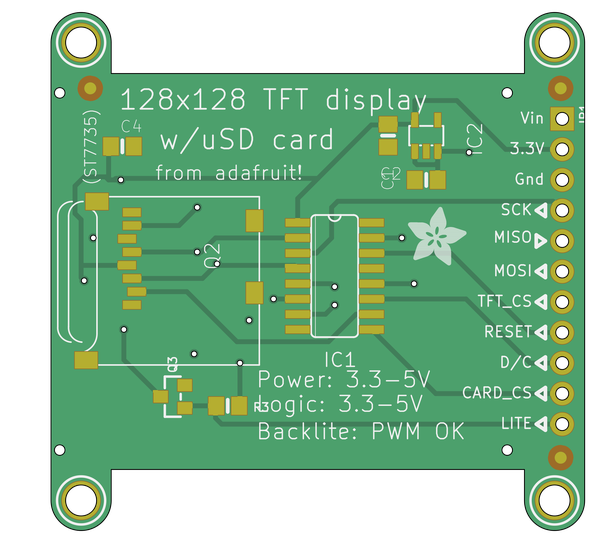 128x128 TFT display
w/uSD card
from adafruit!
(ST7735)
C4
C2
IC2
JP1
Vin
3.3V
Gnd
SCK
MISO
MOSI
TFT_CS
RESET
D/C
CARD_CS
LITE
Q2
Q3
R3
IC1
Power: 3.3-5V
Logic: 3.3-5V
Backlite: PWM OK